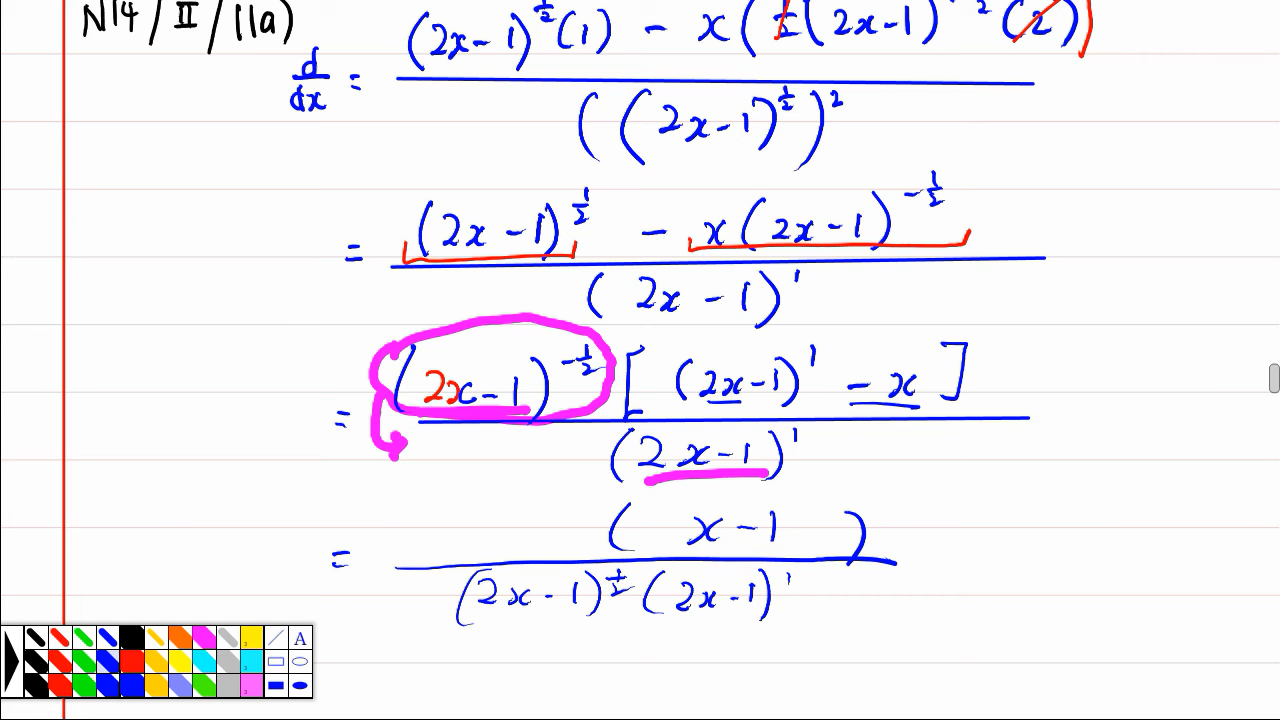 N14 / II / 11a)
(2x-1)^½ (1) - x(½(2x-1)^-½ (2))
d/dx =
((2x-1)^½)²
(2x-1)^½ - x(2x-1)^-½
=
(2x-1)^1
(2x-1)^-½ [(2x-1)^1 - x]
=
(2x-1)^1
(x-1)
=
(2x-1)^½ (2x-1)^1
A